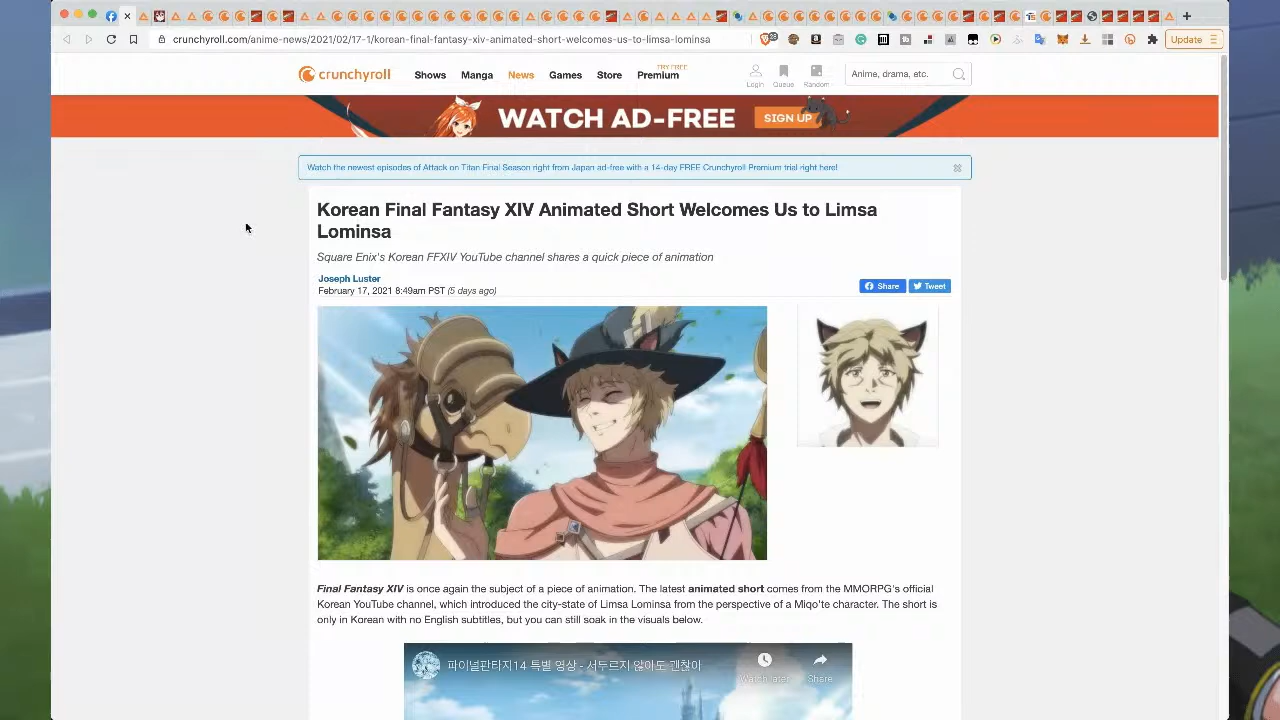 crunchyroll.com/anime-news/2021/02/17-1/korean-final-fantasy-xiv-animated-short-welcomes-us-to-limsa-lominsa
Update
crunchyroll
Shows
Manga
News
Games
Store
TRY FREE
Premium
Login
Queue
Random
Anime, drama, etc.
WATCH AD-FREE
SIGN UP
Watch the newest episodes of Attack on Titan Final Season right from Japan ad-free with a 14-day FREE Crunchyroll Premium trial right here!
Korean Final Fantasy XIV Animated Short Welcomes Us to Limsa
Lominsa
Square Enix's Korean FFXIV YouTube channel shares a quick piece of animation
Joseph Luster
February 17, 2021 8:49am PST (5 days ago)
Share
Tweet
Final Fantasy XIV is once again the subject of a piece of animation. The latest animated short comes from the MMORPG's official
Korean YouTube channel, which introduced the city-state of Limsa Lominsa from the perspective of a Miqo'te character. The short is
only in Korean with no English subtitles, but you can still soak in the visuals below.
파이널판타지14 특별 영상 - 서두르지 않아도 괜찮아
Watch later
Share